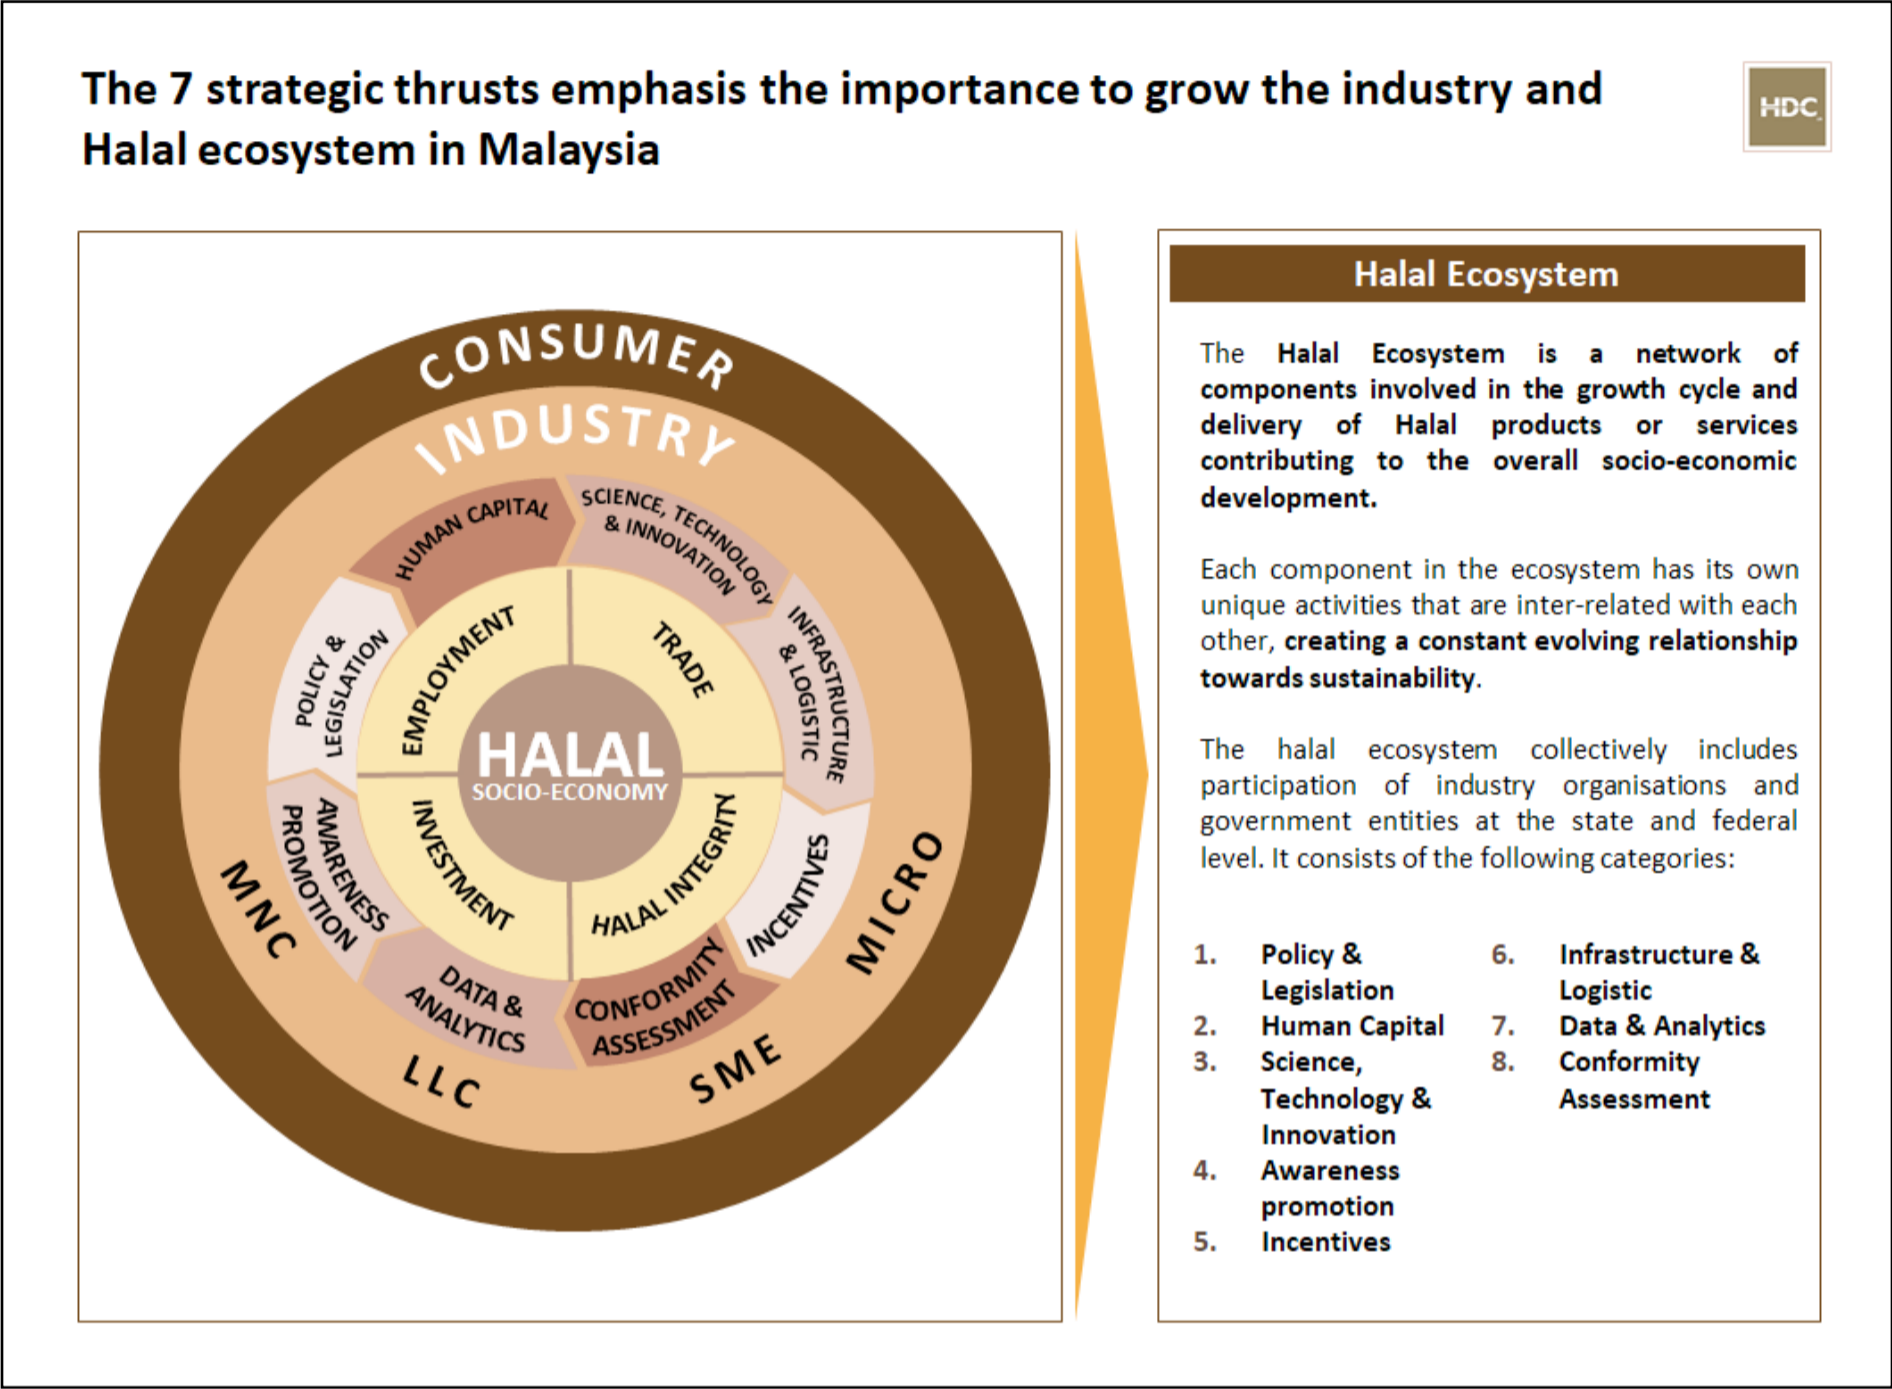 The 7 strategic thrusts emphasis the importance to grow the industry and
Halal ecosystem in Malaysia
HDC
CONSUMER
INDUSTRY
HUMAN CAPITAL
SCIENCE, TECHNOLOGY
& INNOVATION
INFRASTRUCTURE
& LOGISTIC
INCENTIVES
CONFORMITY
ASSESSMENT
DATA &
ANALYTICS
AWARENESS
PROMOTION
POLICY &
LEGISLATION
EMPLOYMENT
TRADE
HALAL INTEGRITY
INVESTMENT
HALAL
SOCIO-ECONOMY
MNC
LLC
SME
MICRO
Halal Ecosystem
The Halal Ecosystem is a network of
components involved in the growth cycle and
delivery of Halal products or services
contributing to the overall socio-economic
development.
Each component in the ecosystem has its own
unique activities that are inter-related with each
other, creating a constant evolving relationship
towards sustainability.
The halal ecosystem collectively includes
participation of industry organisations and
government entities at the state and federal
level. It consists of the following categories:
1. Policy &
Legislation
2. Human Capital
3. Science,
Technology &
Innovation
4. Awareness
promotion
5. Incentives
6. Infrastructure &
Logistic
7. Data & Analytics
8. Conformity
Assessment